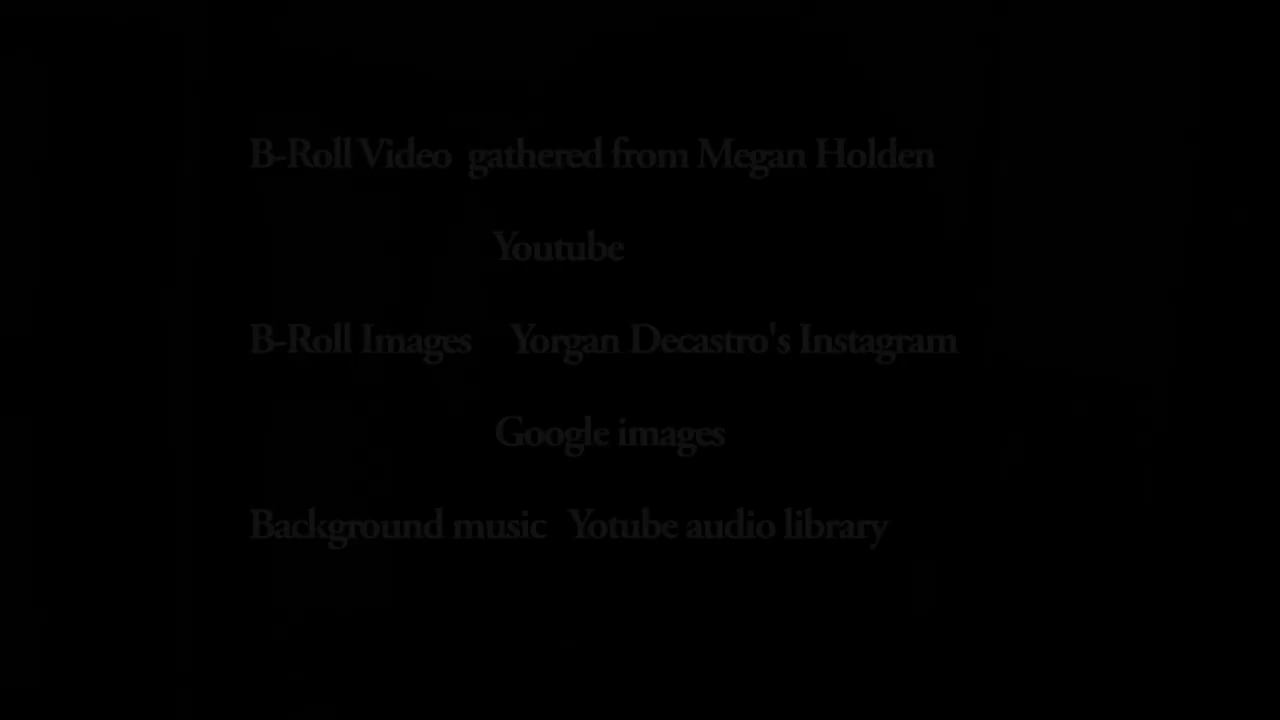 B-Roll Video gathered from Megan Holden
Youtube
B-Roll Images Yorgan Decastro's Instagram
Google images
Background music Yotube audio library